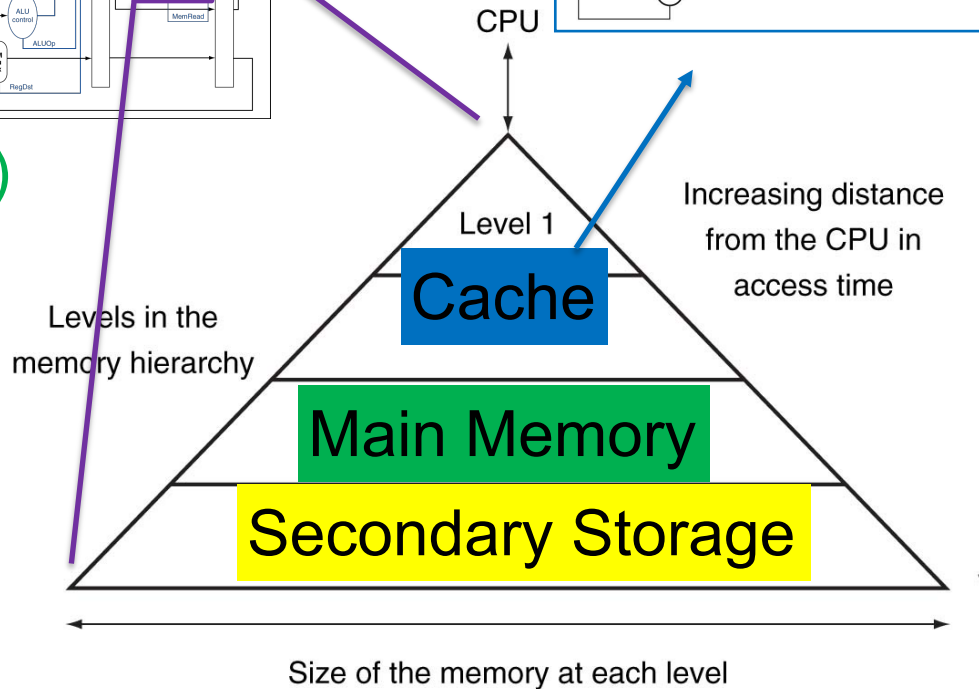 ALU
control
ALUOp
RegDst
MemRead
CPU
Level 1
Cache
Increasing distance
from the CPU in
access time
Levels in the
memory hierarchy
Main Memory
Secondary Storage
Size of the memory at each level